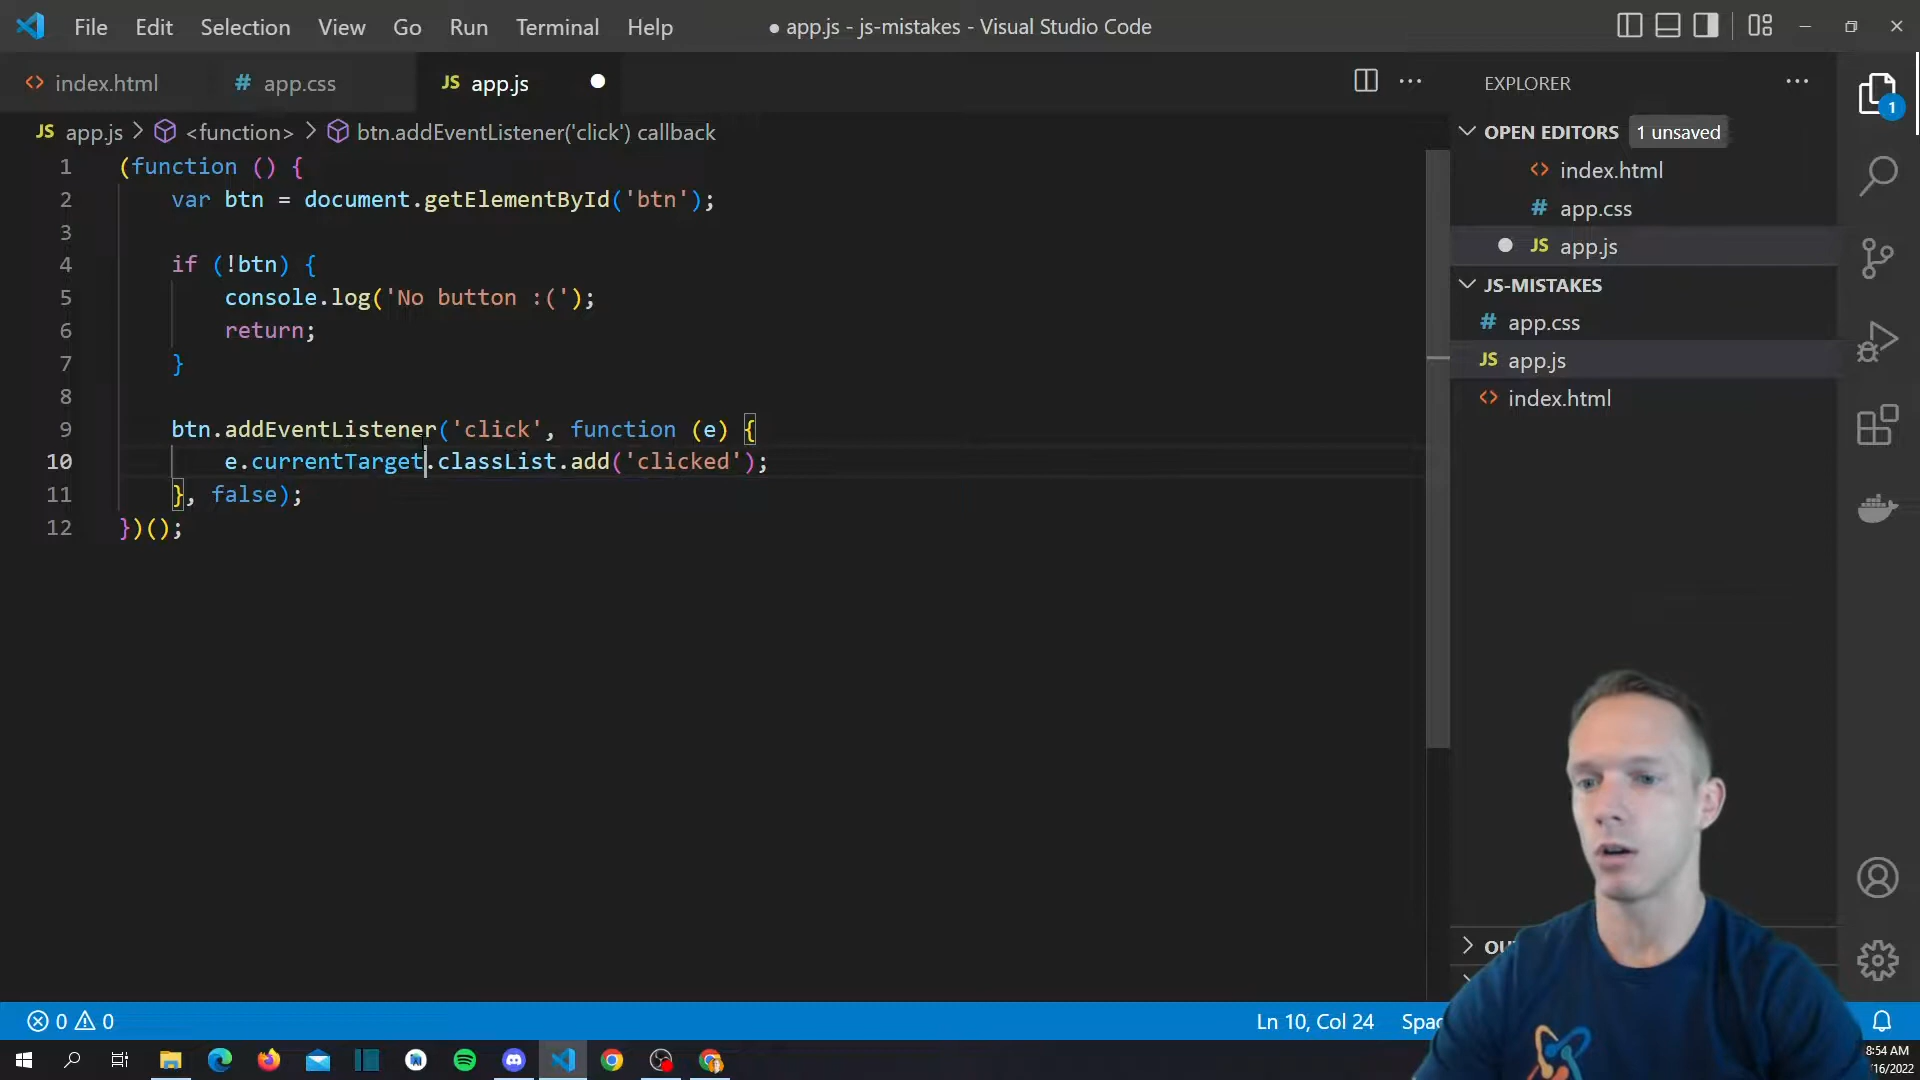 File Edit Selection View Go Run Terminal Help
● app.js - js-mistakes - Visual Studio Code
index.html
# app.css
JS app.js
JS app.js > <function> > btn.addEventListener('click') callback
1 (function () {
2 var btn = document.getElementById('btn');
3
4 if (!btn) {
5 console.log('No button :(');
6 return;
7 }
8
9 btn.addEventListener('click', function (e) {
10 e.currentTarget.classList.add('clicked');
11 }, false);
12 })();
EXPLORER
OPEN EDITORS 1 unsaved
index.html
# app.css
JS app.js
JS-MISTAKES
# app.css
JS app.js
index.html
1
0 0
Ln 10, Col 24
8:54 AM